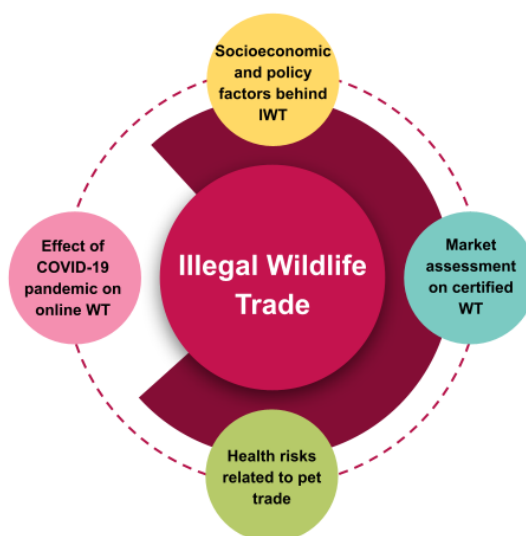 Socioeconomic
and policy
factors behind
IWT
Effect of
COVID-19
pandemic on
online WT
Illegal Wildlife
Trade
Market
assessment
on certified
WT
Health risks
related to pet
trade